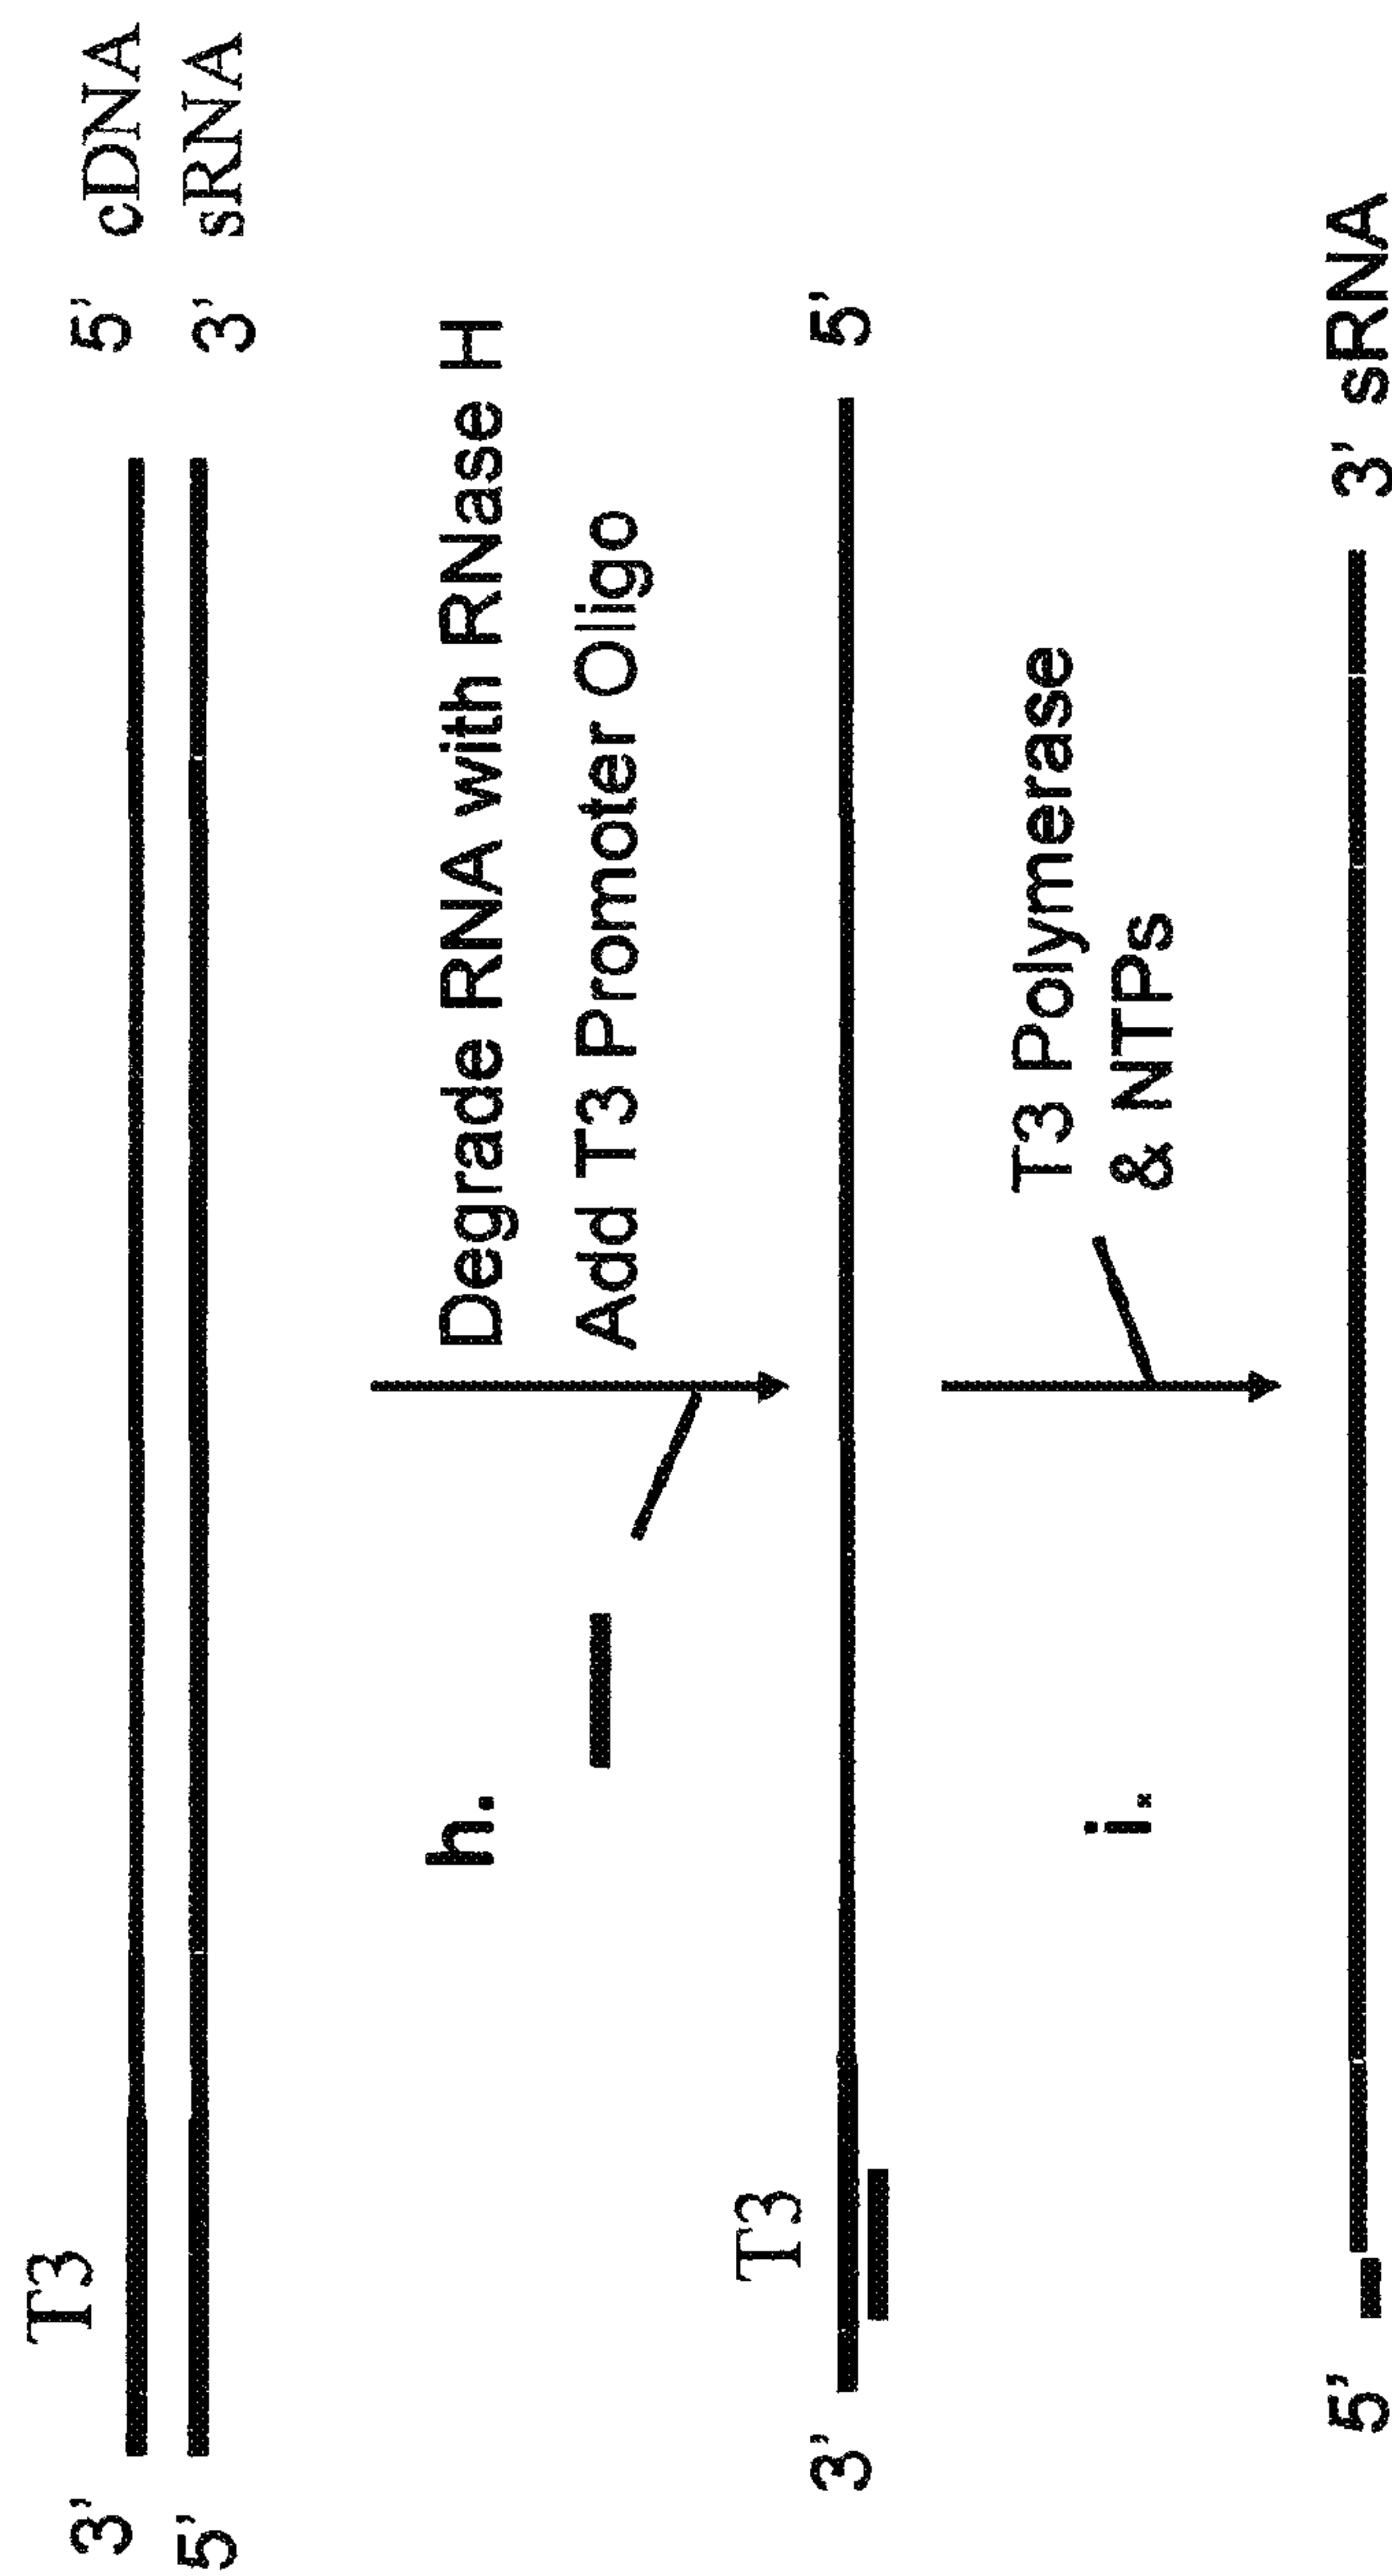 T3
3' 5' cDNA
5' 3' sRNA
h. Degrade RNA with RNase H
Add T3 Promoter Oligo
T3
3' 5'
i. T3 Polymerase
& NTPs
5' 3' sRNA